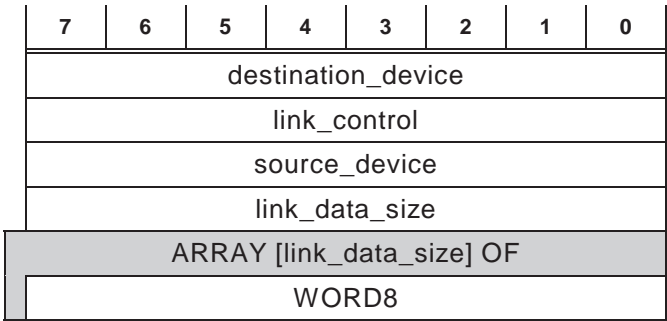 7 6 5 4 3 2 1 0
destination_device
link_control
source_device
link_data_size
ARRAY [link_data_size] OF
WORD8